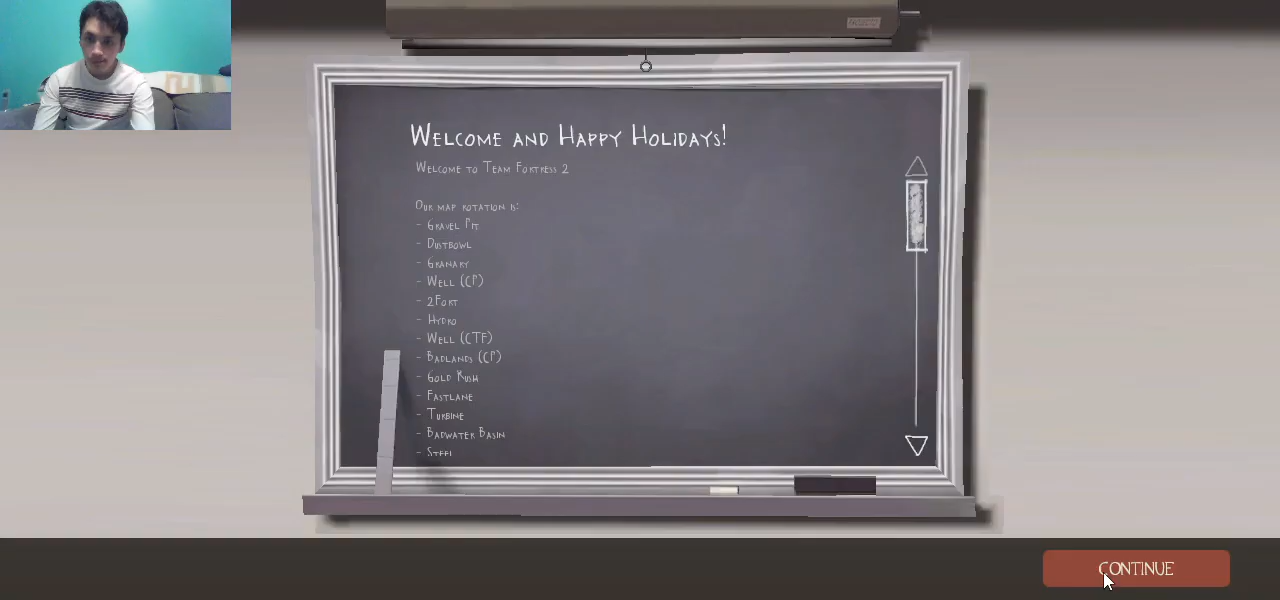 Welcome and Happy Holidays!
Welcome to Team Fortress 2
Our map rotation is:
- Gravel Pit
- Dustbowl
- Granary
- Well (CP)
- 2Fort
- Hydro
- Well (CTF)
- Badlands (CP)
- Gold Rush
- Fastlane
- Turbine
- Badwater Basin
- Steel
CONTINUE